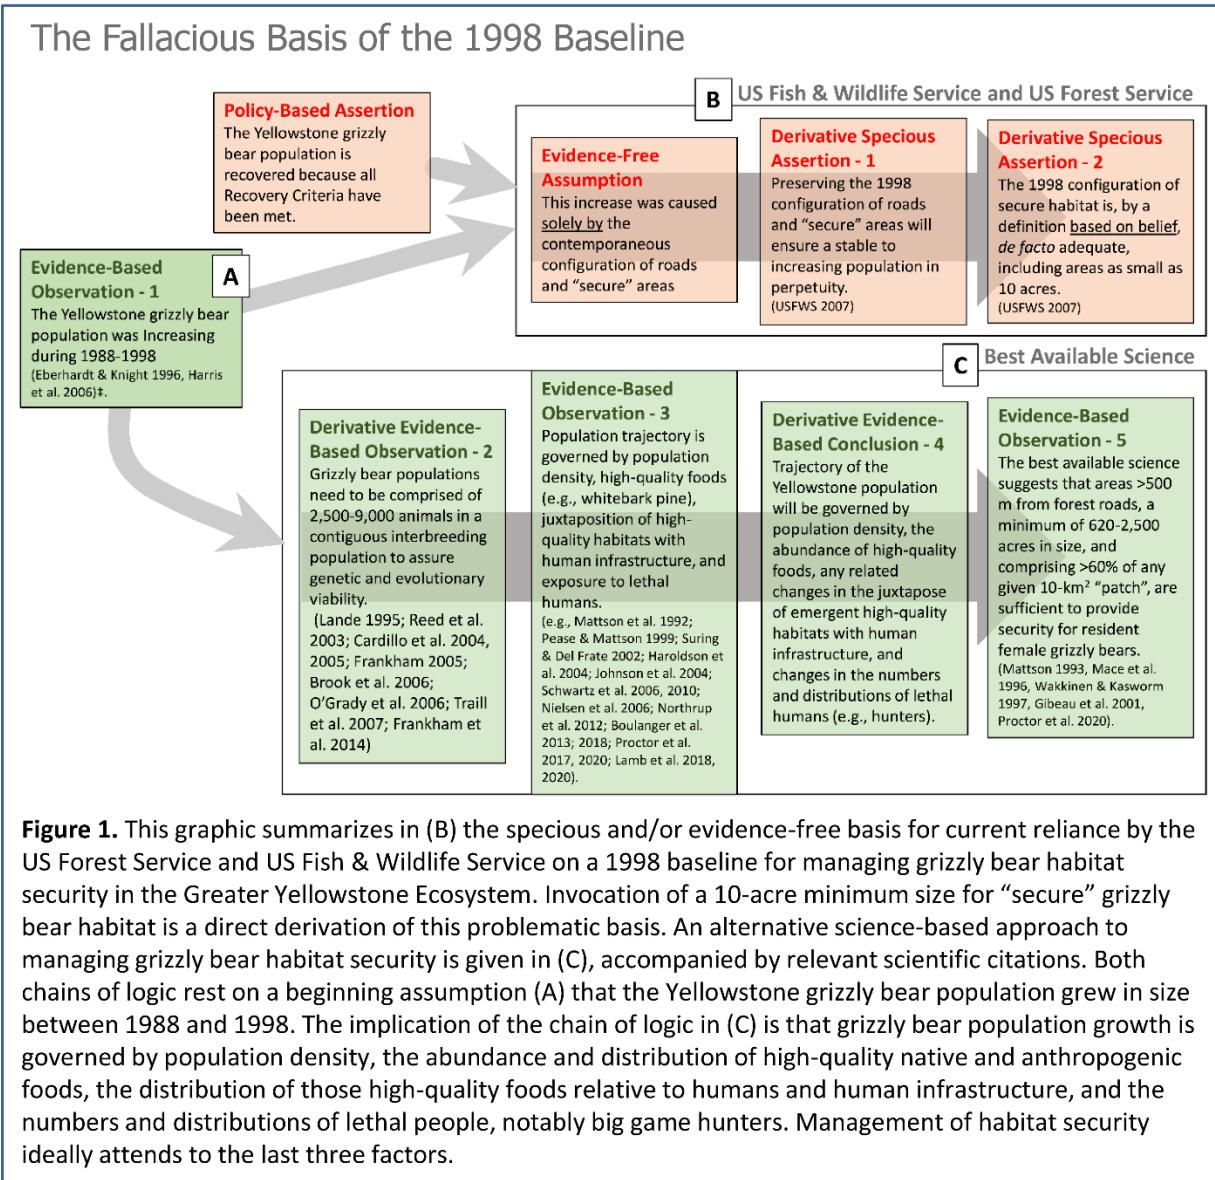 The Fallacious Basis of the 1998 Baseline
Policy-Based Assertion
The Yellowstone grizzly
bear population is
recovered because all
Recovery Criteria have
been met.
A
Evidence-Based
Observation - 1
The Yellowstone grizzly bear
population was Increasing
during 1988-1998
(Eberhardt & Knight 1996, Harris
et al. 2006)‡.
B
US Fish & Wildlife Service and US Forest Service
Evidence-Free
Assumption
This increase was caused
solely by the
contemporaneous
configuration of roads
and “secure” areas
Derivative Specious
Assertion - 1
Preserving the 1998
configuration of roads
and “secure” areas will
ensure a stable to
increasing population in
perpetuity.
(USFWS 2007)
Derivative Specious
Assertion - 2
The 1998 configuration of
secure habitat is, by a
definition based on belief,
de facto adequate,
including areas as small as
10 acres.
(USFWS 2007)
C
Best Available Science
Derivative Evidence-
Based Observation - 2
Grizzly bear populations
need to be comprised of
2,500-9,000 animals in a
contiguous interbreeding
population to assure
genetic and evolutionary
viability.
(Lande 1995; Reed et al.
2003; Cardillo et al. 2004,
2005; Frankham 2005;
Brook et al. 2006;
O’Grady et al. 2006; Traill
et al. 2007; Frankham et
al. 2014)
Evidence-Based
Observation - 3
Population trajectory is
governed by population
density, high-quality foods
(e.g., whitebark pine),
juxtaposition of high-
quality habitats with
human infrastructure, and
exposure to lethal
humans.
(e.g., Mattson et al. 1992;
Pease & Mattson 1999; Suring
& Del Frate 2002; Haroldson
et al. 2004; Johnson et al. 2004;
Schwartz et al. 2006, 2010;
Nielsen et al. 2006; Northrup
et al. 2012; Boulanger et al.
2013; 2018; Proctor et al.
2017, 2020; Lamb et al. 2018,
2020).
Derivative Evidence-
Based Conclusion - 4
Trajectory of the
Yellowstone population
will be governed by
population density, the
abundance of high-quality
foods, any related
changes in the juxtapose
of emergent high-quality
habitats with human
infrastructure, and
changes in the numbers
and distributions of lethal
humans (e.g., hunters).
Evidence-Based
Observation - 5
The best available science
suggests that areas >500
m from forest roads, a
minimum of 620-2,500
acres in size, and
comprising >60% of any
given 10-km² “patch”, are
sufficient to provide
security for resident
female grizzly bears.
(Mattson 1993, Mace et al.
1996, Wakkinen & Kasworm
1997, Gibeau et al. 2001,
Proctor et al. 2020).
Figure 1. This graphic summarizes in (B) the specious and/or evidence-free basis for current reliance by the
US Forest Service and US Fish & Wildlife Service on a 1998 baseline for managing grizzly bear habitat
security in the Greater Yellowstone Ecosystem. Invocation of a 10-acre minimum size for “secure” grizzly
bear habitat is a direct derivation of this problematic basis. An alternative science-based approach to
managing grizzly bear habitat security is given in (C), accompanied by relevant scientific citations. Both
chains of logic rest on a beginning assumption (A) that the Yellowstone grizzly bear population grew in size
between 1988 and 1998. The implication of the chain of logic in (C) is that grizzly bear population growth is
governed by population density, the abundance and distribution of high-quality native and anthropogenic
foods, the distribution of those high-quality foods relative to humans and human infrastructure, and the
numbers and distributions of lethal people, notably big game hunters. Management of habitat security
ideally attends to the last three factors.